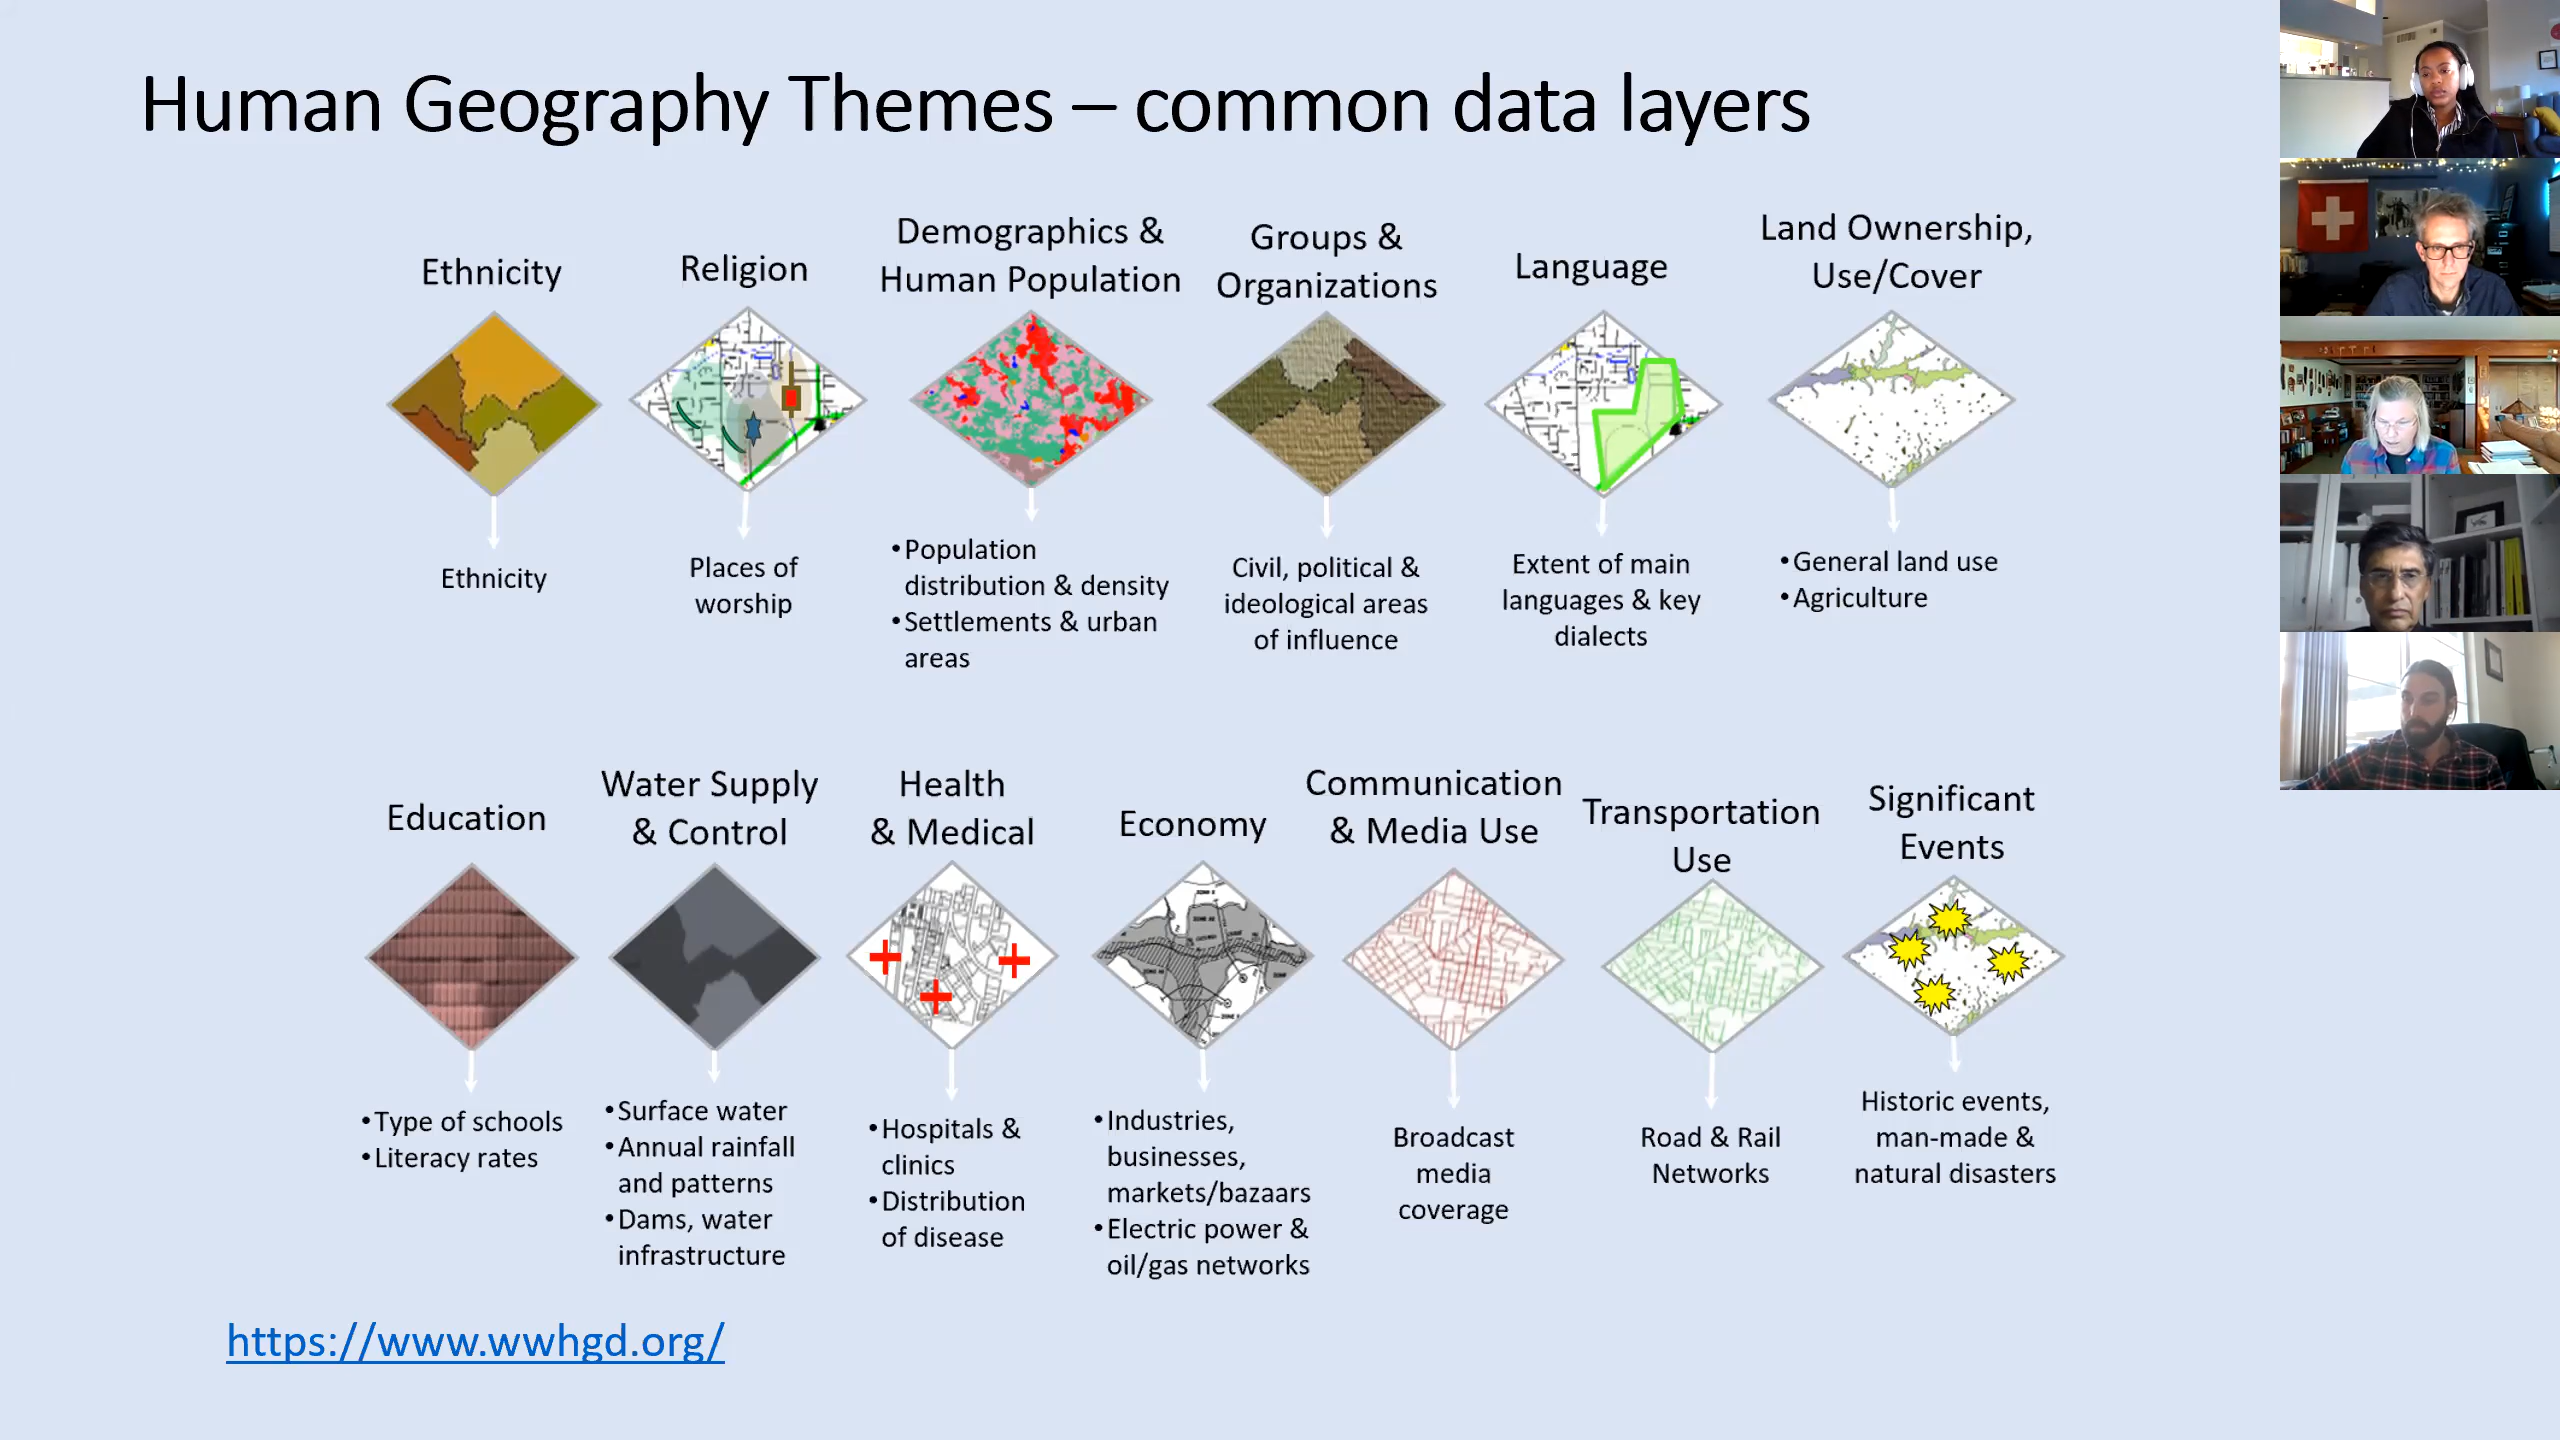 Human Geography Themes – common data layers
Ethnicity
Religion
Demographics &
Human Population
Groups &
Organizations
Language
Land Ownership,
Use/Cover
Ethnicity
Places of
worship
•Population
distribution & density
•Settlements & urban
areas
Civil, political &
ideological areas
of influence
Extent of main
languages & key
dialects
•General land use
•Agriculture
Education
Water Supply
& Control
Health
& Medical
Economy
Communication
& Media Use
Transportation
Use
Significant
Events
•Type of schools
•Literacy rates
•Surface water
•Annual rainfall
and patterns
•Dams, water
infrastructure
•Hospitals &
clinics
•Distribution
of disease
•Industries,
businesses,
markets/bazaars
•Electric power &
oil/gas networks
Broadcast
media
coverage
Road & Rail
Networks
Historic events,
man-made &
natural disasters
https://www.wwhgd.org/